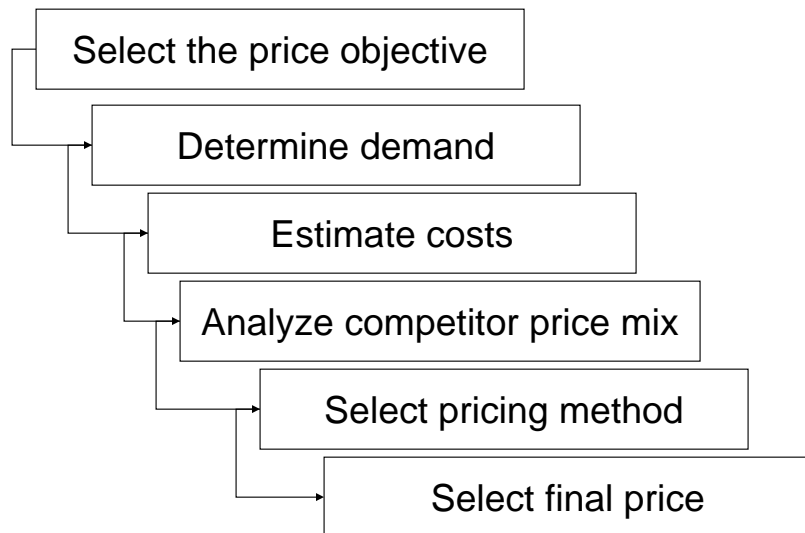 Select the price objective
Determine demand
Estimate costs
Analyze competitor price mix
Select pricing method
Select final price